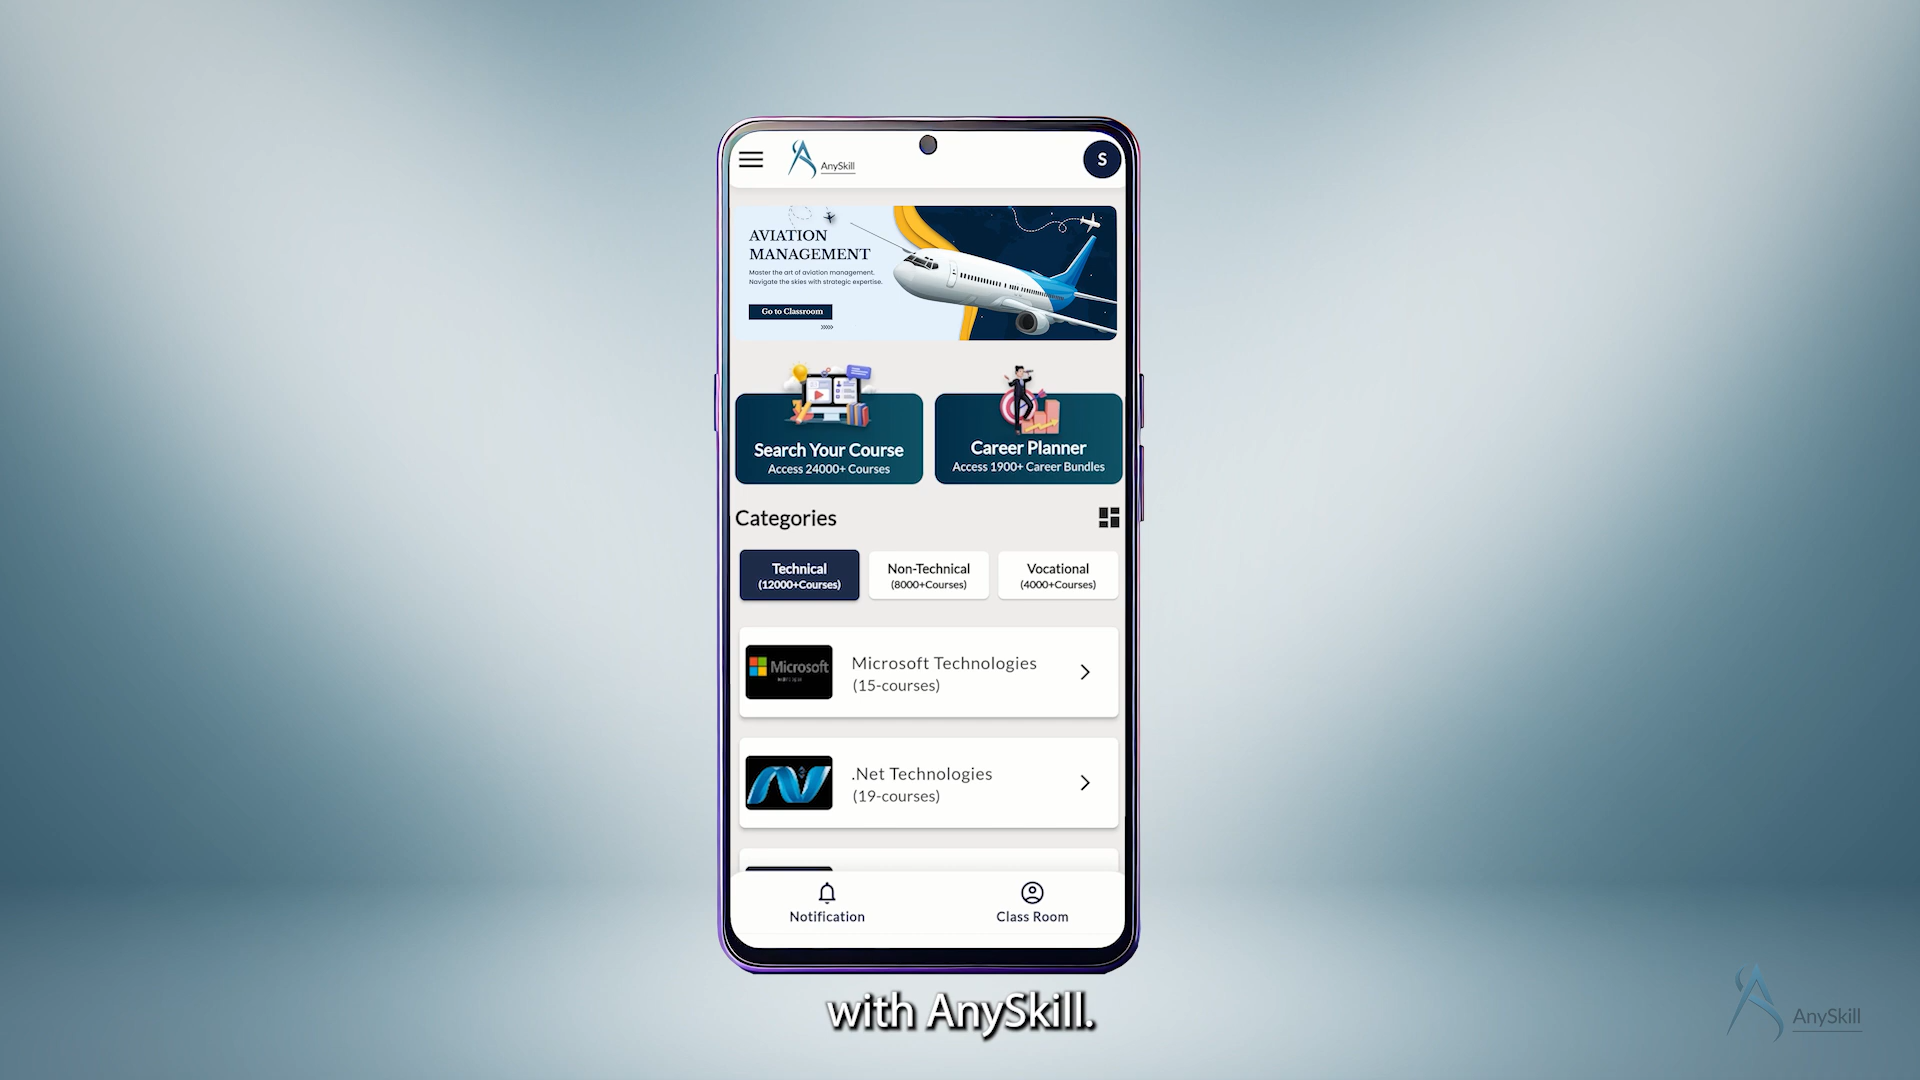 AnySkill
S
AVIATION
MANAGEMENT
Master the art of aviation management.
Navigate the skies with strategic expertise.
Go to Classroom
Search Your Course
Access 24000+ Courses
Career Planner
Access 1900+ Career Bundles
Categories
Technical
(12000+Courses)
Non-Technical
(8000+Courses)
Vocational
(4000+Courses)
Microsoft
Microsoft Technologies
(15-courses)
.Net Technologies
(19-courses)
Notification
Class Room
with AnySkill.
AnySkill